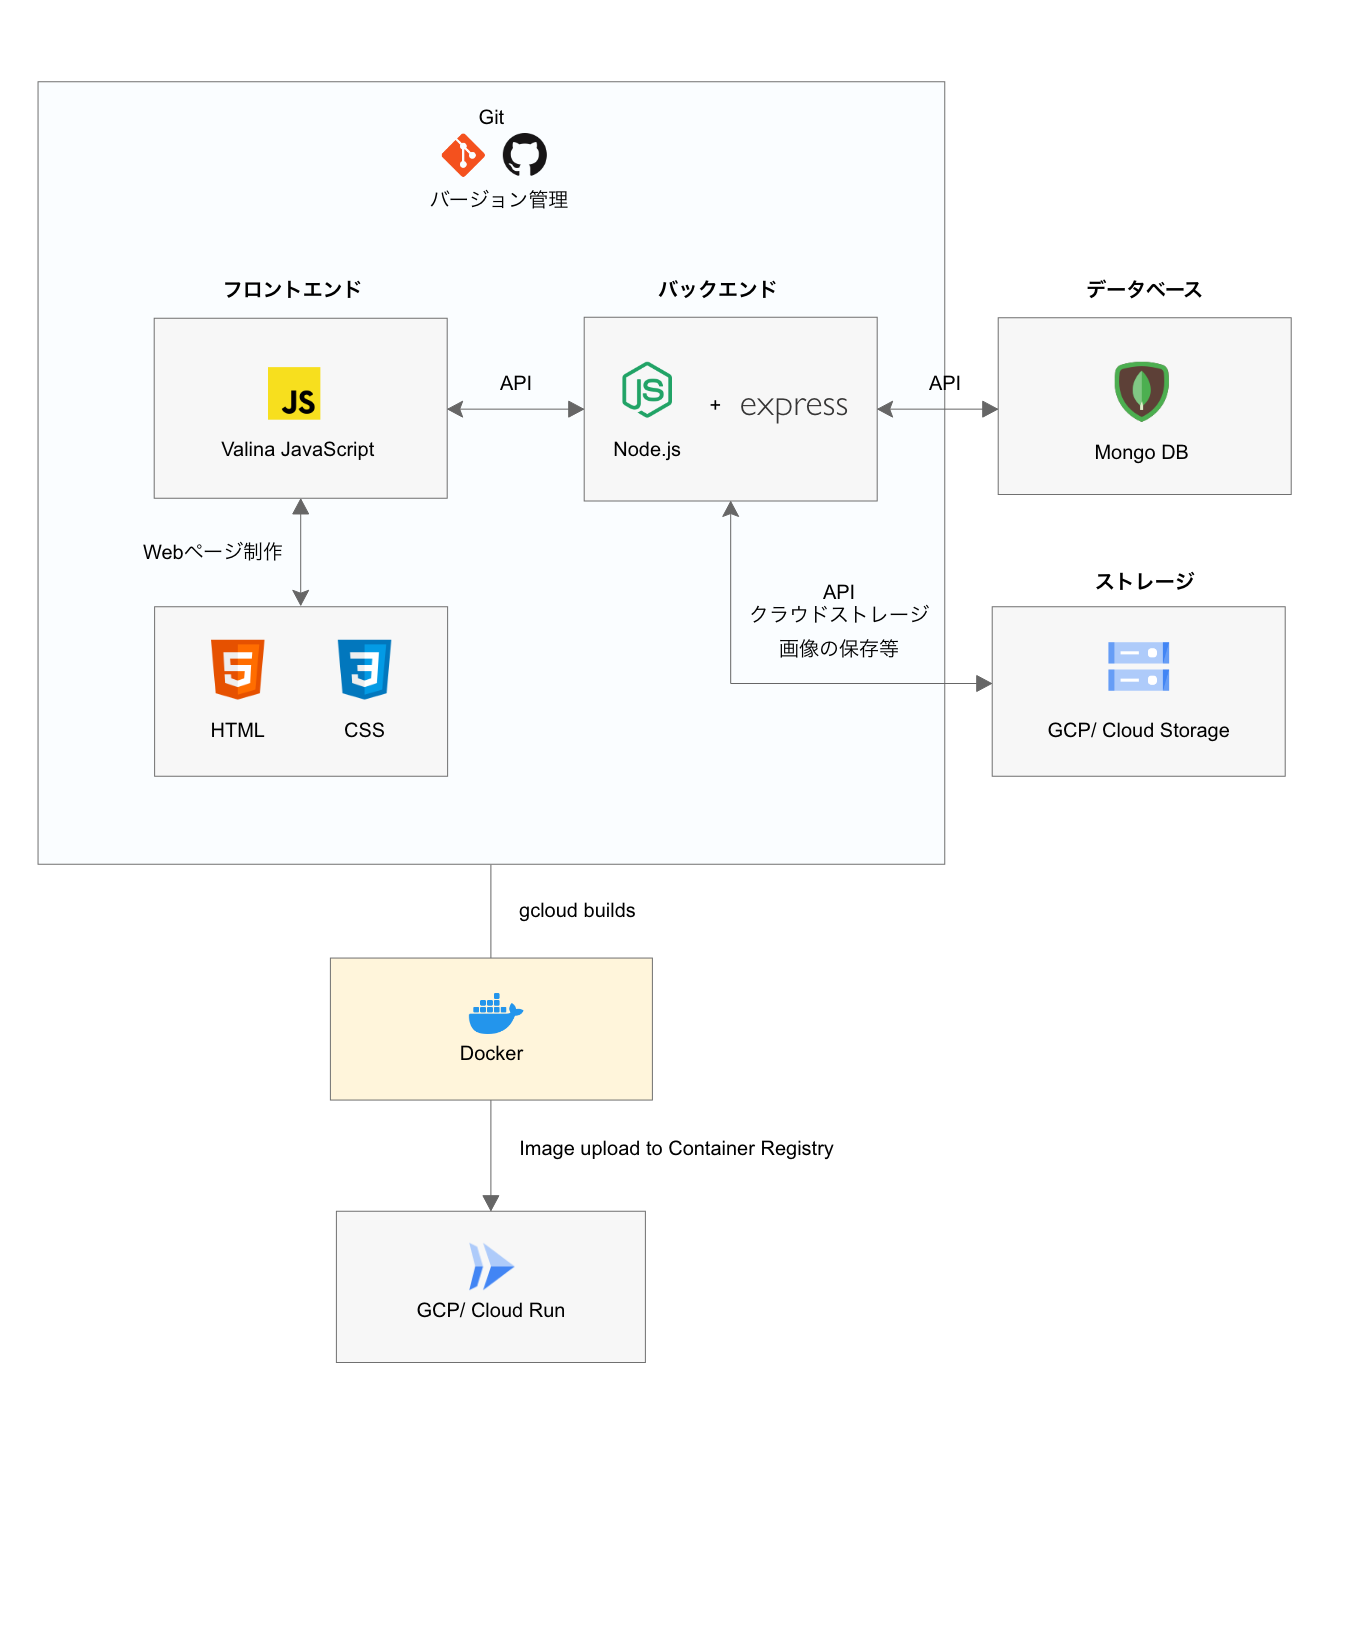 Git
バージョン管理
フロントエンド
バックエンド
データベース
JS
Valina JavaScript
API
JS
Node.js
+
express
API
Mongo DB
Webページ制作
API
クラウドストレージ
画像の保存等
ストレージ
5
HTML
3
CSS
GCP/ Cloud Storage
gcloud builds
Docker
Image upload to Container Registry
GCP/ Cloud Run